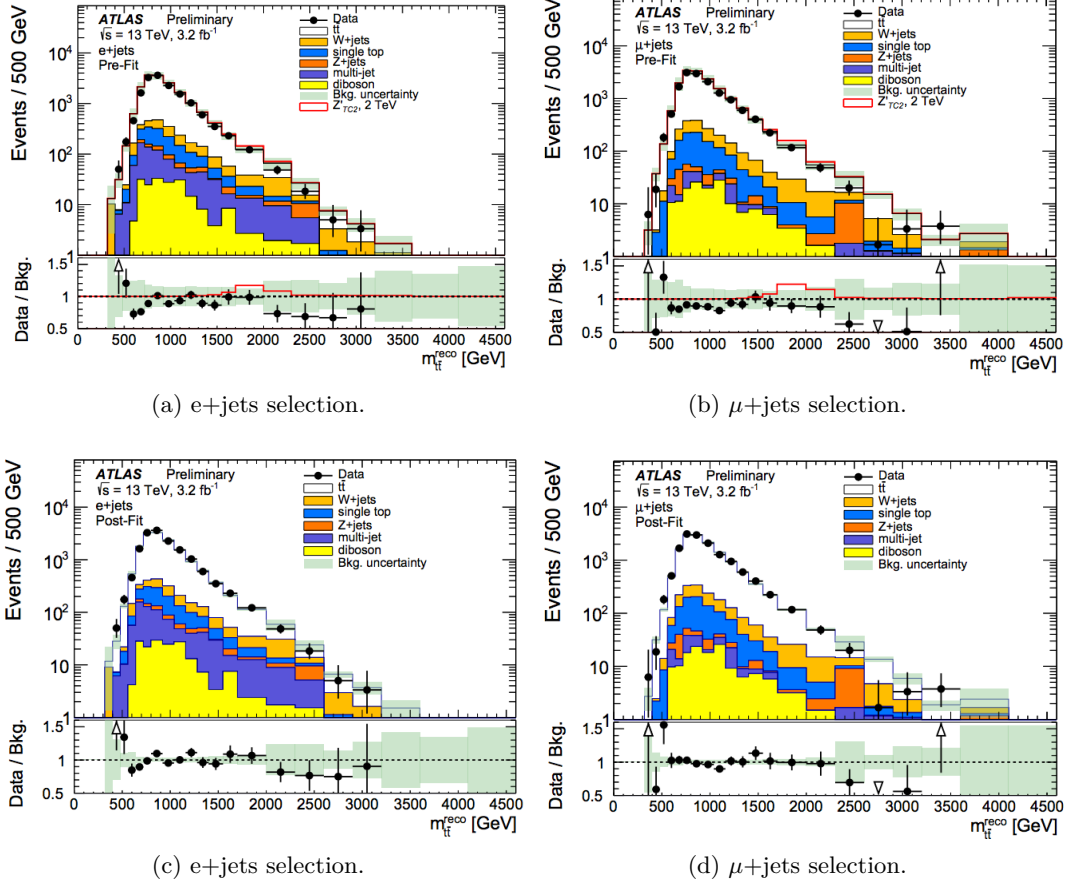 ATLAS Preliminary
√s = 13 TeV, 3.2 fb⁻¹
e+jets
Pre-Fit
Data
tt̄
W+jets
single top
Z+jets
multi-jet
diboson
Bkg. uncertainty
Z'TC2, 2 TeV
Events / 500 GeV
10⁴
10³
10²
10
1
Data / Bkg.
1.5
1
0.5
0 500 1000 1500 2000 2500 3000 3500 4000 4500
m_tt̄^reco [GeV]
(a) e+jets selection.
ATLAS Preliminary
√s = 13 TeV, 3.2 fb⁻¹
μ+jets
Pre-Fit
Data
tt̄
W+jets
single top
Z+jets
multi-jet
diboson
Bkg. uncertainty
Z'TC2, 2 TeV
Events / 500 GeV
10⁴
10³
10²
10
1
Data / Bkg.
1.5
1
0.5
0 500 1000 1500 2000 2500 3000 3500 4000 4500
m_tt̄^reco [GeV]
(b) μ+jets selection.
ATLAS Preliminary
√s = 13 TeV, 3.2 fb⁻¹
e+jets
Post-Fit
Data
tt̄
W+jets
single top
Z+jets
multi-jet
diboson
Bkg. uncertainty
Events / 500 GeV
10⁴
10³
10²
10
1
Data / Bkg.
1.5
1
0.5
0 500 1000 1500 2000 2500 3000 3500 4000 4500
m_tt̄^reco [GeV]
(c) e+jets selection.
ATLAS Preliminary
√s = 13 TeV, 3.2 fb⁻¹
μ+jets
Post-Fit
Data
tt̄
W+jets
single top
Z+jets
multi-jet
diboson
Bkg. uncertainty
Events / 500 GeV
10⁴
10³
10²
10
1
Data / Bkg.
1.5
1
0.5
0 500 1000 1500 2000 2500 3000 3500 4000 4500
m_tt̄^reco [GeV]
(d) μ+jets selection.